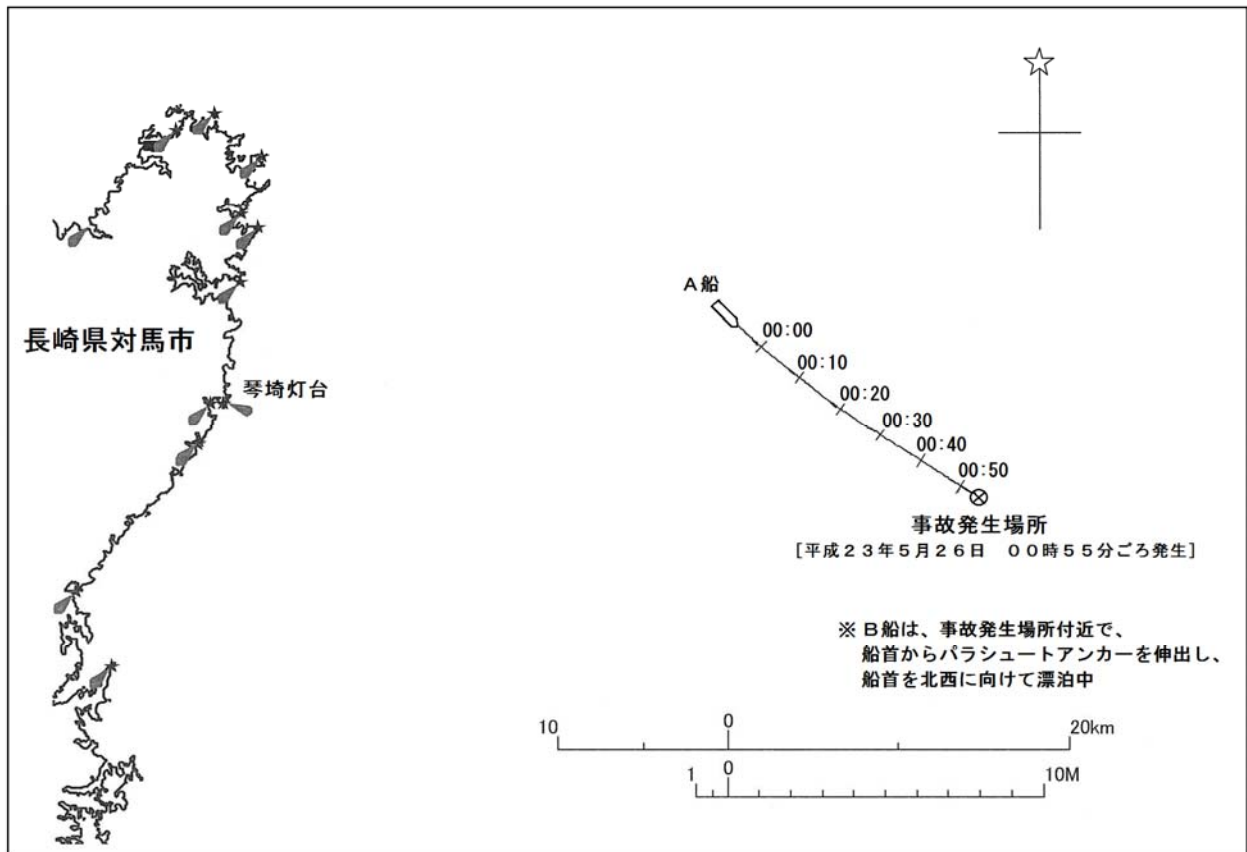 A船
00:00
00:10
長崎県対馬市
00:20
琴埼灯台
00:30
00:40
00:50
事故発生場所
[平成23年5月26日 00時55分ごろ発生]
※ B船は、事故発生場所付近で、
船首からパラシュートアンカーを伸出し、
船首を北西に向けて漂泊中
10 0 20km
1 0 10M